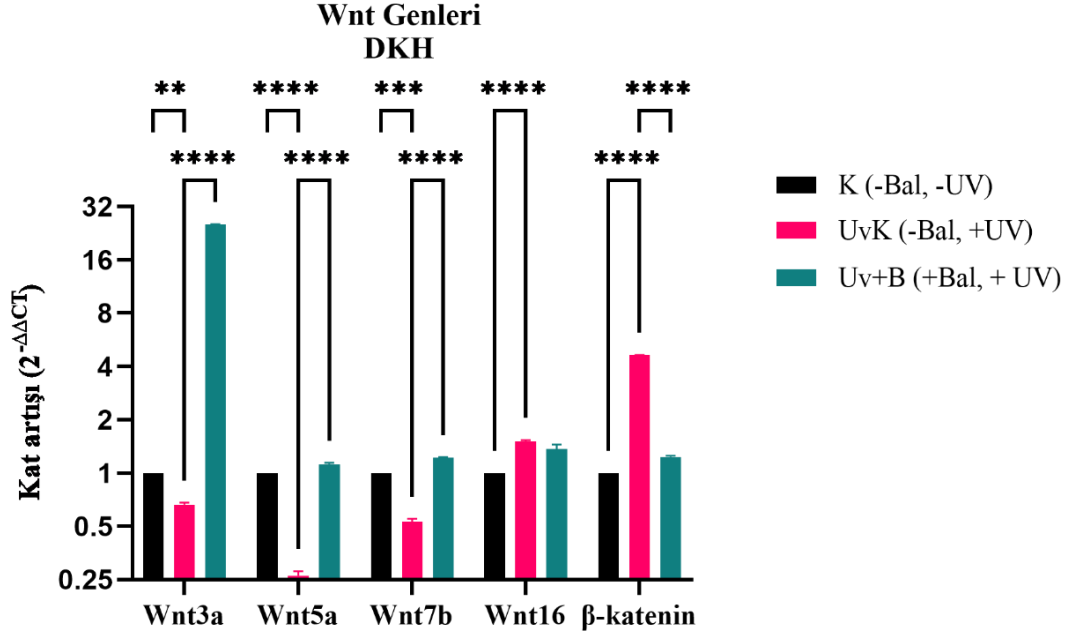 Wnt Genleri
DKH
** **** *** **** ****
**** **** **** ****
K (-Bal, -UV)
UvK (-Bal, +UV)
Uv+B (+Bal, + UV)
Kat artışı (2^-ΔΔCT)
32
16
8
4
2
1
0.5
0.25
Wnt3a Wnt5a Wnt7b Wnt16 β-katenin